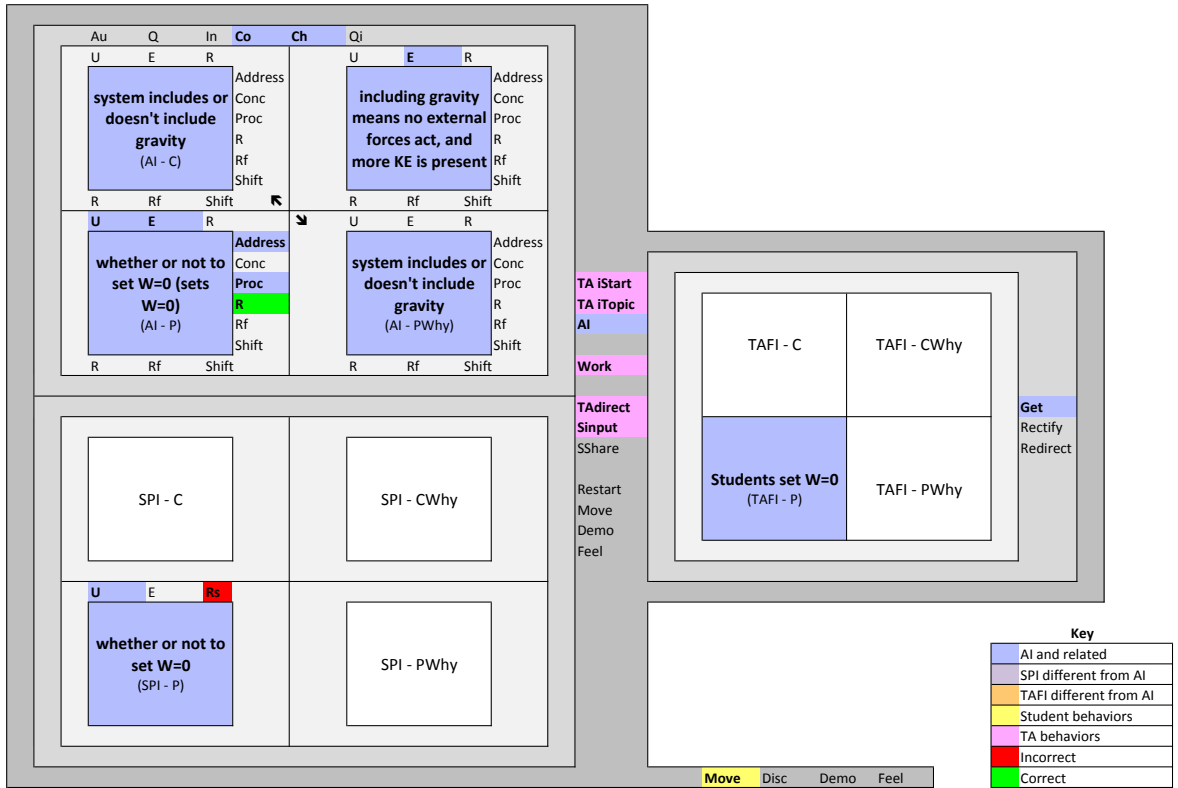 Au Q In Co Ch Qi
U E R U E R
Address Address
system includes or Conc including gravity Conc
doesn't include Proc means no external Proc
gravity R forces act, and R
(AI - C) Rf more KE is present Rf
Shift Shift
R Rf Shift R Rf Shift
U E R U E R
Address Address
whether or not to Conc system includes or Conc
set W=0 (sets Proc doesn't include Proc TA iStart
W=0) R gravity R TA iTopic
(AI - P) Rf (AI - PWhy) Rf AI
Shift Shift
TAFI - C TAFI - CWhy
R Rf Shift R Rf Shift Work
TAdirect Get
Sinput Rectify
SShare Redirect
Students set W=0
(TAFI - P) TAFI - PWhy
SPI - C SPI - CWhy Restart
Move
Demo
Feel
U E Rs
whether or not to
set W=0
(SPI - P) SPI - PWhy
Key
AI and related
SPI different from AI
TAFI different from AI
Student behaviors
TA behaviors
Incorrect
Move Disc Demo Feel Correct